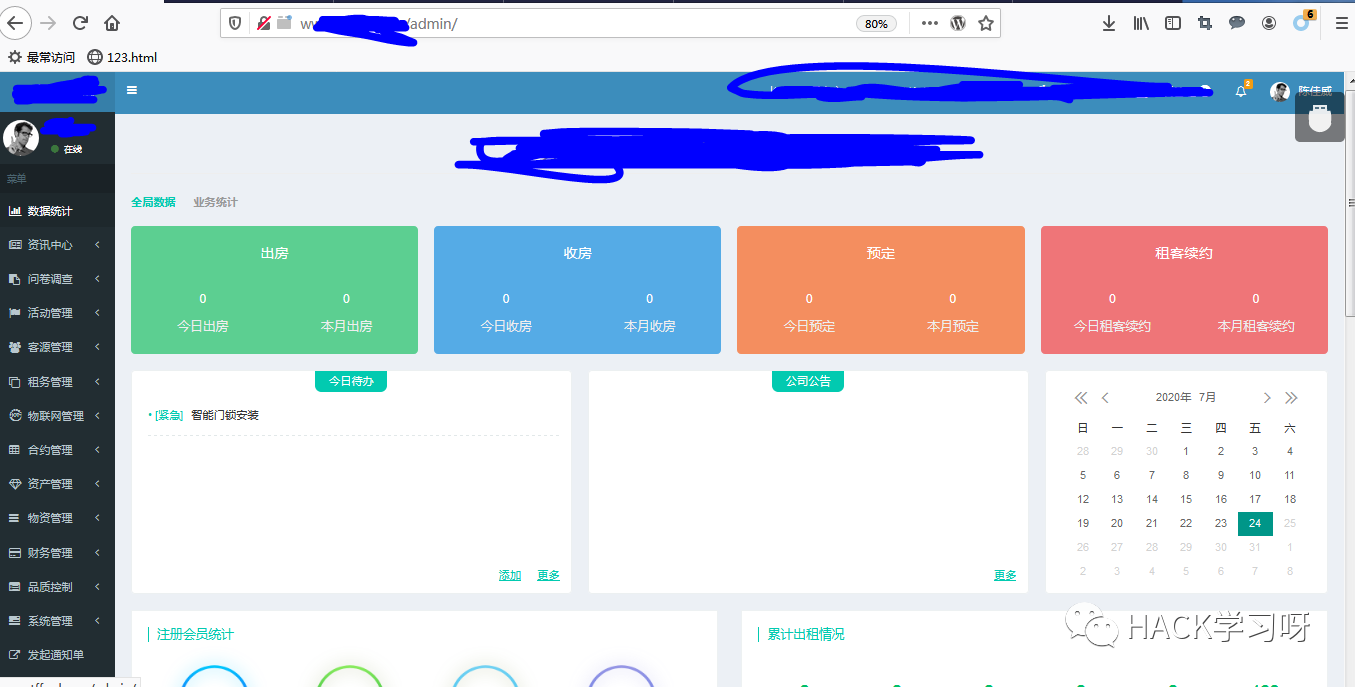 /admin/
80%
6
最常访问 123.html
2
陈佳威
在线
菜单
数据统计
资讯中心
问卷调查
活动管理
客源管理
租务管理
物联网管理
合约管理
资产管理
物资管理
财务管理
品质控制
系统管理
发起通知单
全局数据 业务统计
出房 收房 预定 租客续约
0 0 0 0 0 0 0 0
今日出房 本月出房 今日收房 本月收房 今日预定 本月预定 今日租客续约 本月租客续约
今日待办
• [紧急] 智能门锁安装
添加 更多
公司公告
更多
2020年 7月
日 一 二 三 四 五 六
28 29 30 1 2 3 4
5 6 7 8 9 10 11
12 13 14 15 16 17 18
19 20 21 22 23 24 25
26 27 28 29 30 31 1
2 3 4 5 6 7 8
注册会员统计
累计出租情况
HACK学习呀